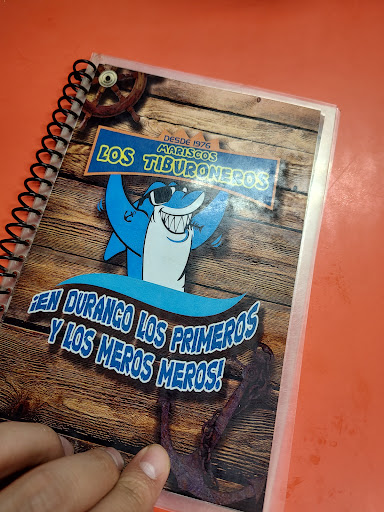 DESDE 1976
MARISCOS
LOS TIBURONEROS
¡EN DURANGO LOS PRIMEROS
Y LOS MEROS MEROS!